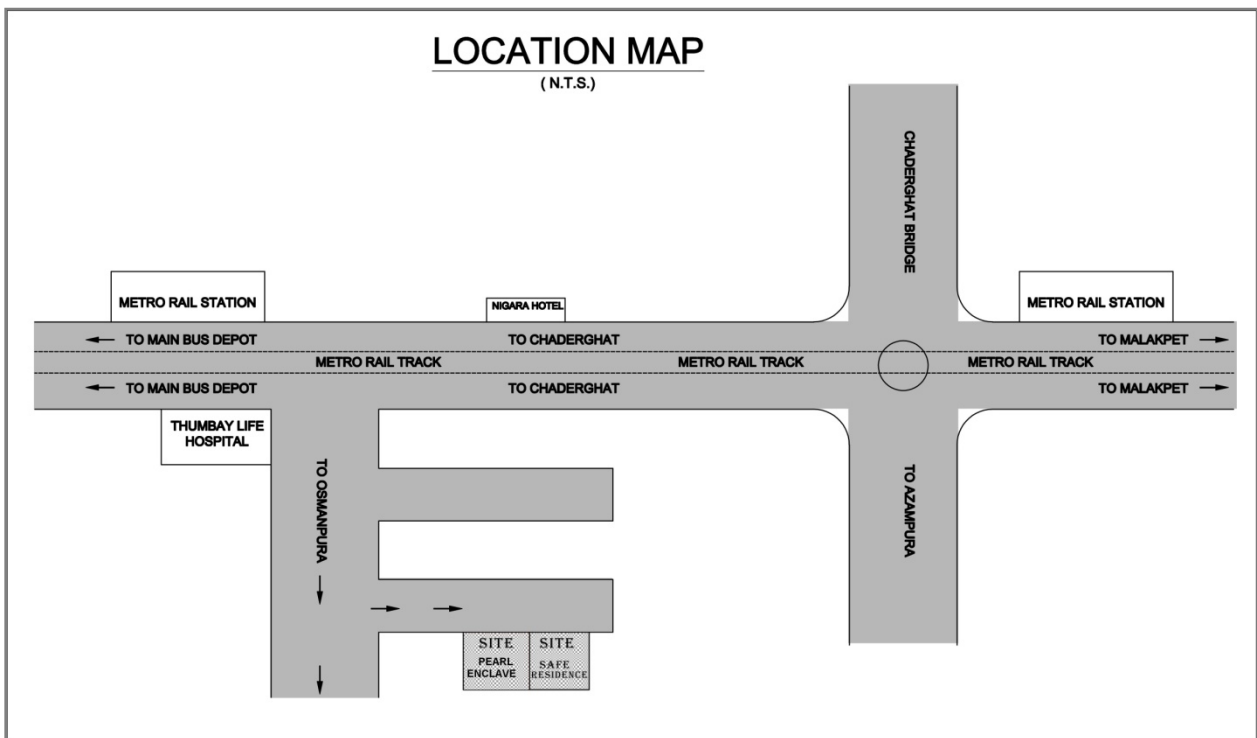 LOCATION MAP
( N.T.S.)
CHADERGHAT BRIDGE
METRO RAIL STATION
NIGARA HOTEL
METRO RAIL STATION
TO MAIN BUS DEPOT
TO CHADERGHAT
TO MALAKPET
METRO RAIL TRACK
METRO RAIL TRACK
METRO RAIL TRACK
TO MAIN BUS DEPOT
TO CHADERGHAT
TO MALAKPET
THUMBAY LIFE
HOSPITAL
TO OSMANPURA
TO AZAMPURA
SITE
PEARL
ENCLAVE
SITE
SAFE
RESIDENCE